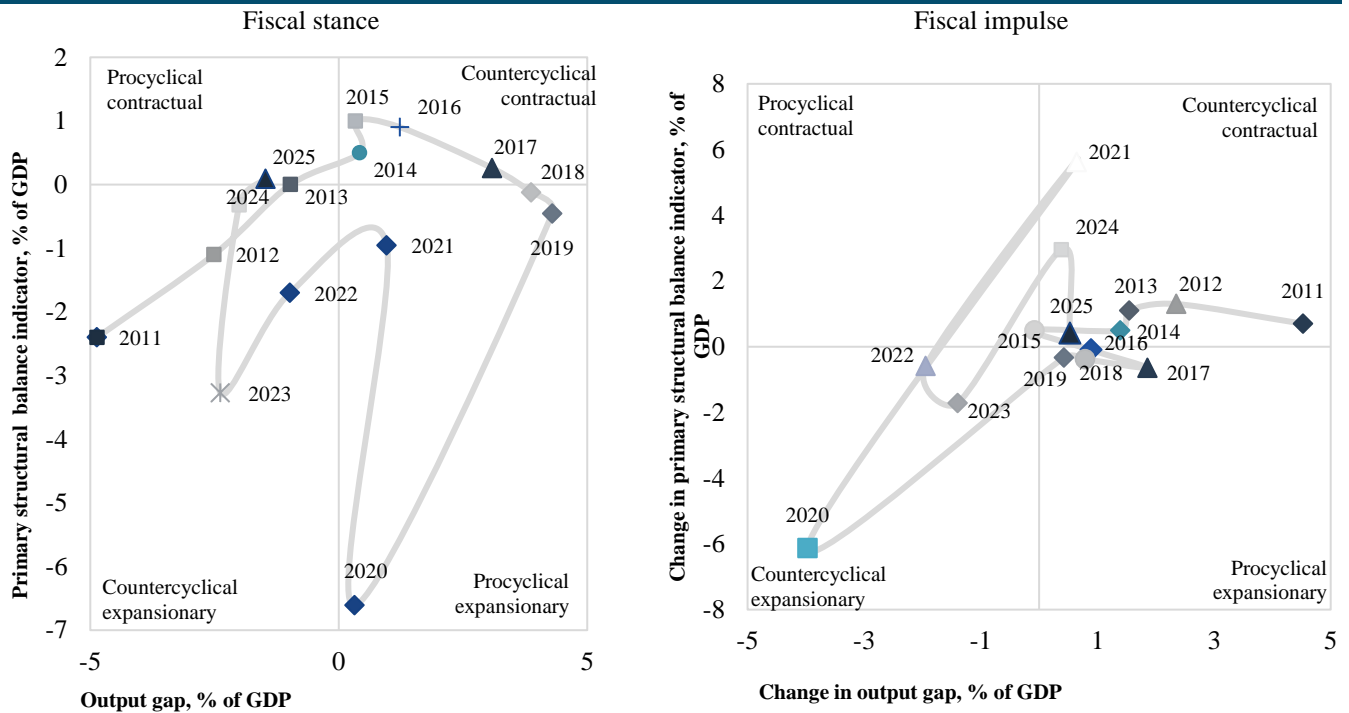 Fiscal stance
Primary structural balance indicator, % of GDP
2
1
0
-1
-2
-3
-4
-5
-6
-7
Procyclical
contractual
Countercyclical
contractual
2015
2016
2017
2018
2014
2025
2024
2013
2019
2012
2021
2022
2011
2023
2020
Countercyclical
expansionary
Procyclical
expansionary
-5
0
5
Output gap, % of GDP
Fiscal impulse
Change in primary structural balance indicator, % of
GDP
8
6
4
2
0
-2
-4
-6
-8
Procyclical
contractual
Countercyclical
contractual
2021
2024
2013
2012
2011
2025
2014
2015
2016
2022
2019
2018
2017
2023
2020
Countercyclical
expansionary
Procyclical
expansionary
-5
-3
-1
1
3
5
Change in output gap, % of GDP